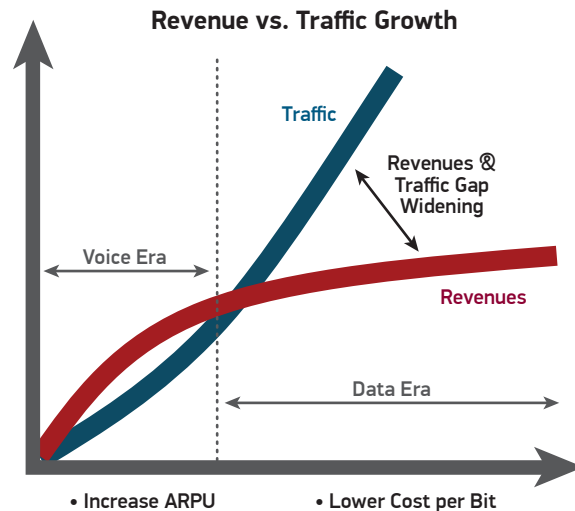 Revenue vs. Traffic Growth
Traffic
Revenues &
Traffic Gap
Widening
Voice Era
Revenues
Data Era
• Increase ARPU
• Lower Cost per Bit